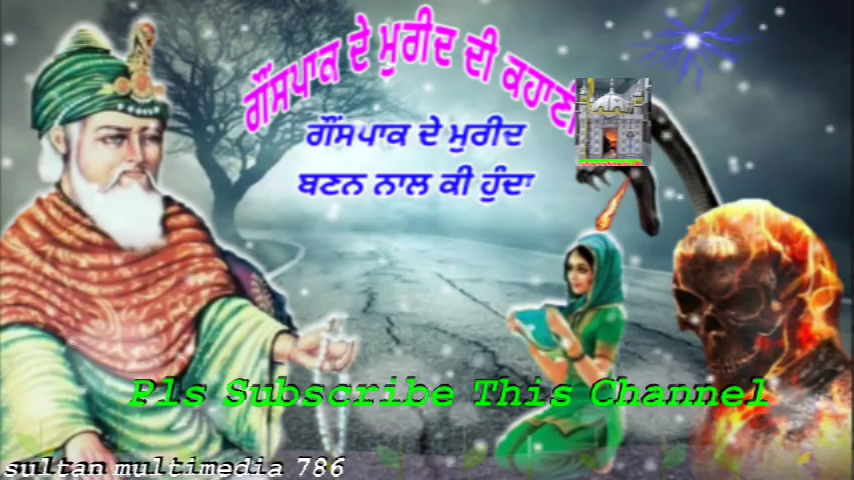 ਗੌਂਸਪਾਕ ਦੇ ਮੁਰੀਦ ਦੀ ਕਹਾਣੀ
ਗੌਂਸਪਾਕ ਦੇ ਮੁਰੀਦ
ਬਣਨ ਨਾਲ ਕੀ ਹੁੰਦਾ
Pls Subscribe This Channel
sultan multimedia 786